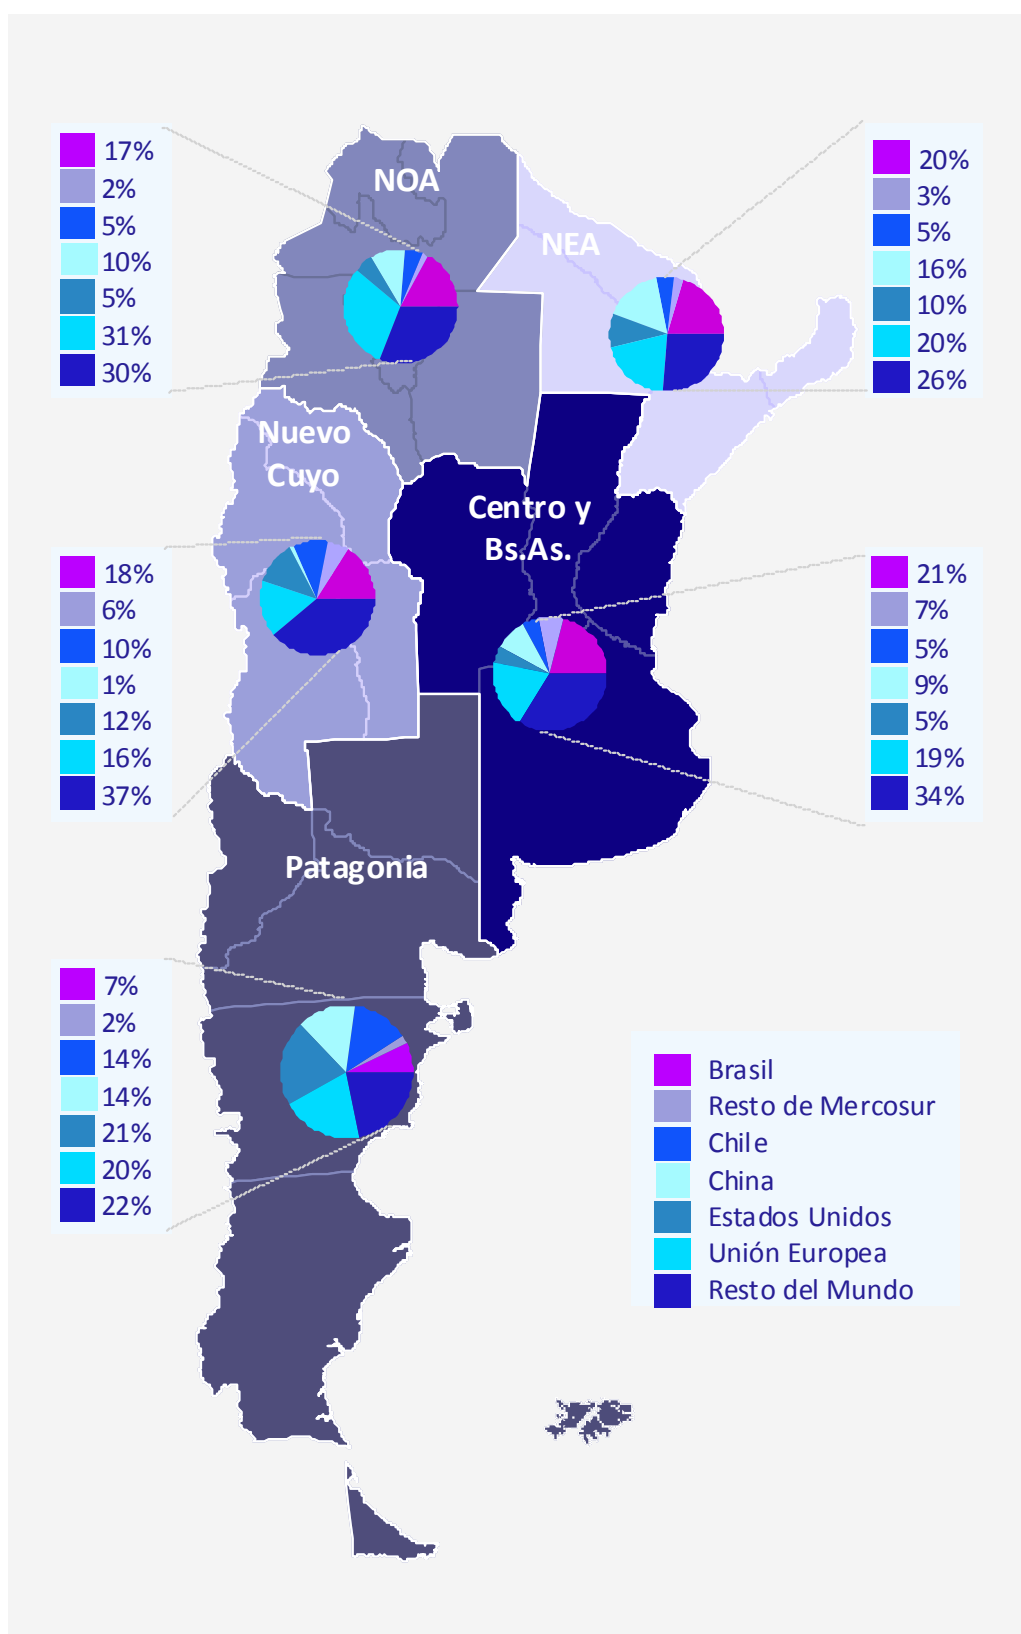 17%
2%
5%
10%
5%
31%
30%
NOA
NEA
20%
3%
5%
16%
10%
20%
26%
Nuevo
Cuyo
Centro y
Bs.As.
18%
6%
10%
1%
12%
16%
37%
21%
7%
5%
9%
5%
19%
34%
Patagonia
7%
2%
14%
14%
21%
20%
22%
Brasil
Resto de Mercosur
Chile
China
Estados Unidos
Unión Europea
Resto del Mundo